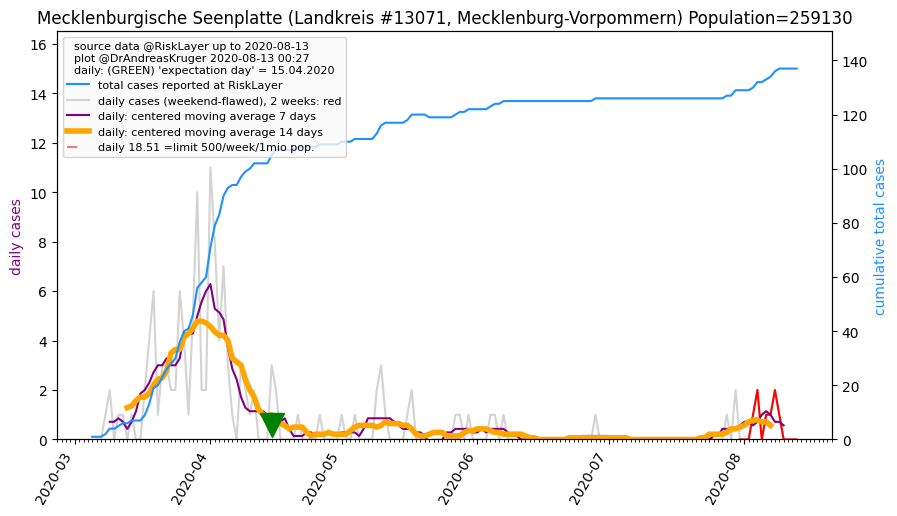 Mecklenburgische Seenplatte (Landkreis #13071, Mecklenburg-Vorpommern) Population=259130
source data @RiskLayer up to 2020-08-13
plot @DrAndreasKruger 2020-08-13 00:27
daily: (GREEN) 'expectation day' = 15.04.2020
total cases reported at RiskLayer
daily cases (weekend-flawed), 2 weeks: red
daily: centered moving average 7 days
daily: centered moving average 14 days
daily 18.51 =limit 500/week/1mio pop.
daily cases
16
14
12
10
8
6
4
2
0
cumulative total cases
140
120
100
80
60
40
20
0
2020-03
2020-04
2020-05
2020-06
2020-07
2020-08